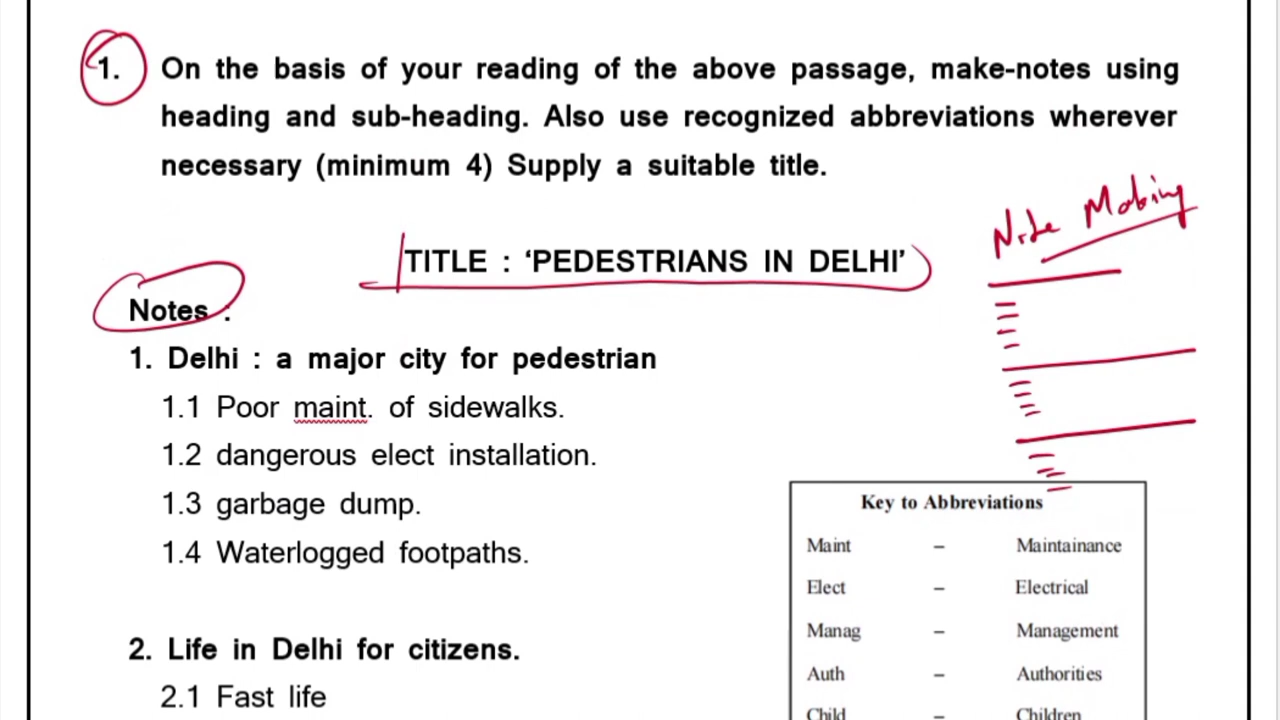 1. On the basis of your reading of the above passage, make-notes using
heading and sub-heading. Also use recognized abbreviations wherever
necessary (minimum 4) Supply a suitable title.
Note Making
TITLE : ‘PEDESTRIANS IN DELHI’
Notes :
1. Delhi : a major city for pedestrian
1.1 Poor maint. of sidewalks.
1.2 dangerous elect installation.
1.3 garbage dump.
1.4 Waterlogged footpaths.
2. Life in Delhi for citizens.
2.1 Fast life
Key to Abbreviations
Maint – Maintainance
Elect – Electrical
Manag – Management
Auth – Authorities
Child – Children